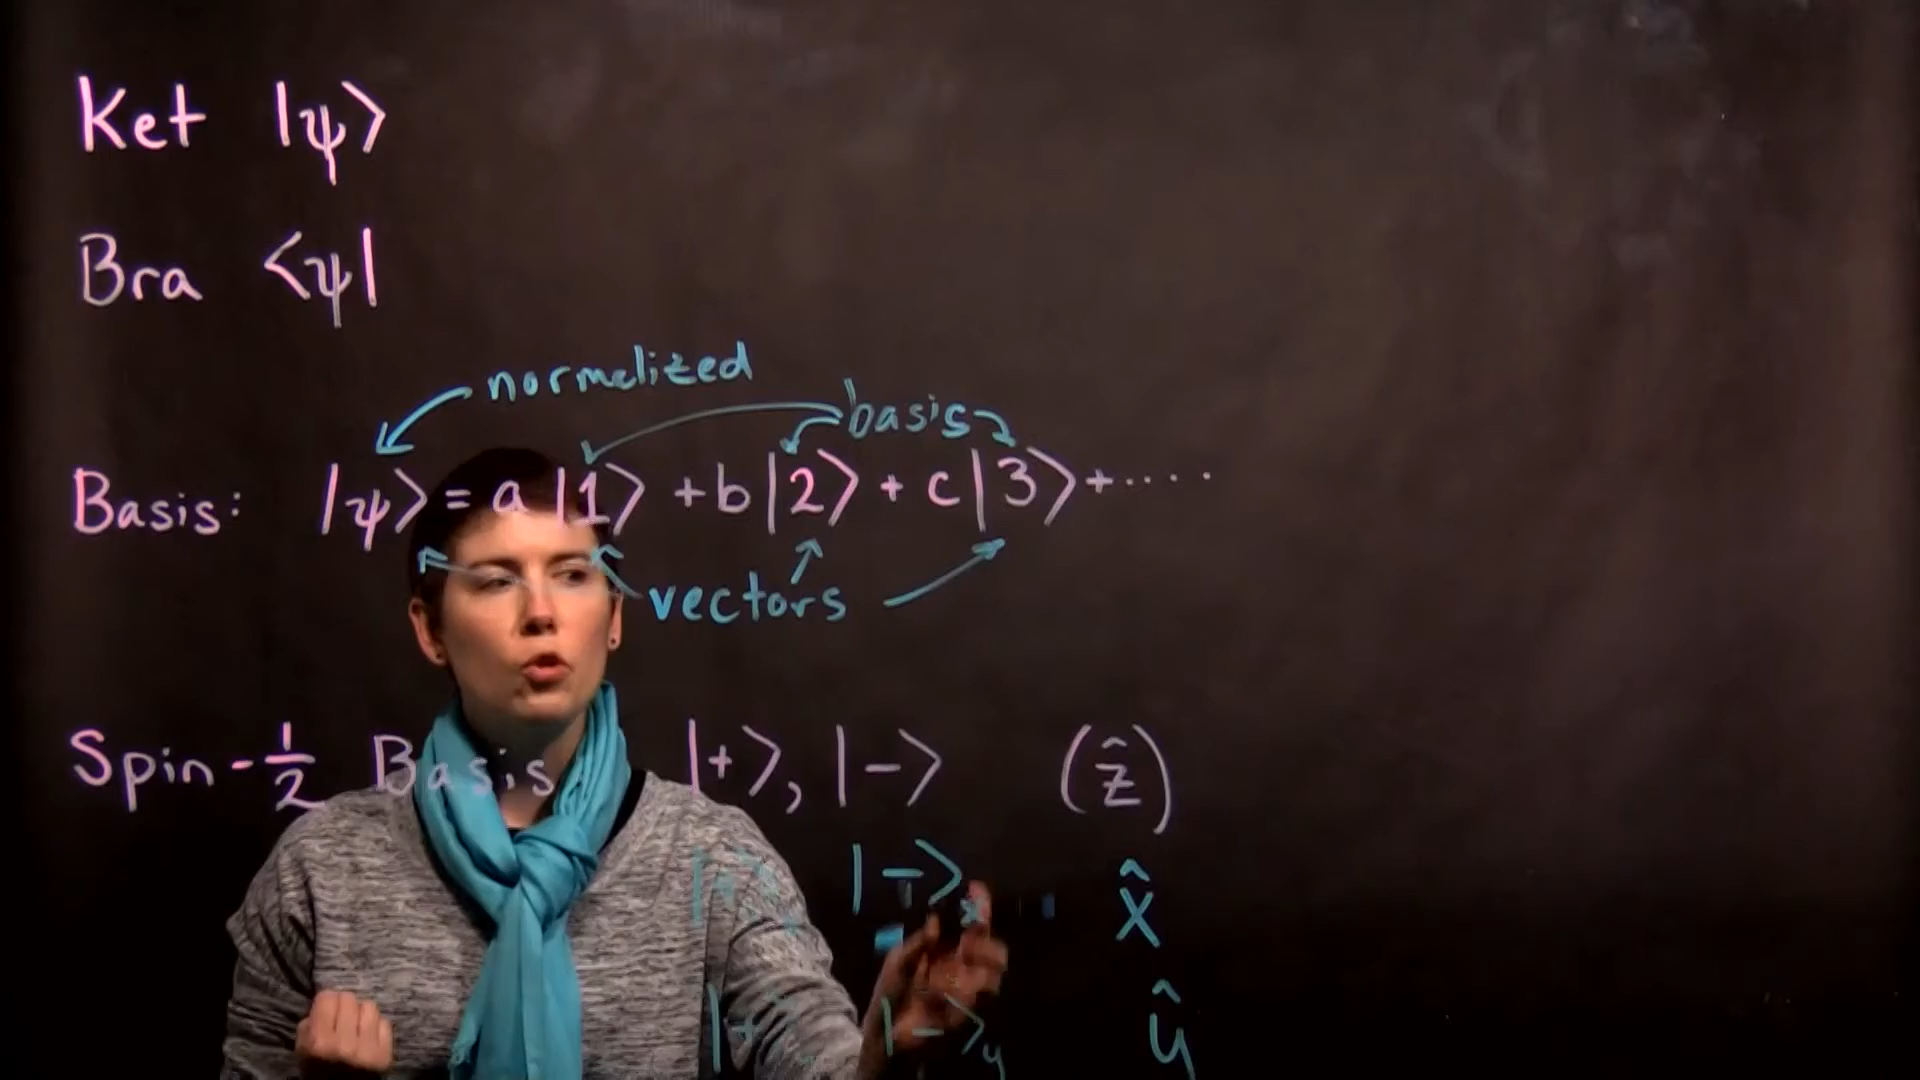 Ket |ψ⟩
Bra <ψ|
normalized
basis
Basis: |ψ⟩ = a|1⟩ + b|2⟩ + c|3⟩ + ....
vectors
Spin-½ Basis |+⟩, |-⟩ (ẑ)
|+⟩ₓ |-⟩ₓ x̂
|+⟩ᵧ |-⟩ᵧ ŷ